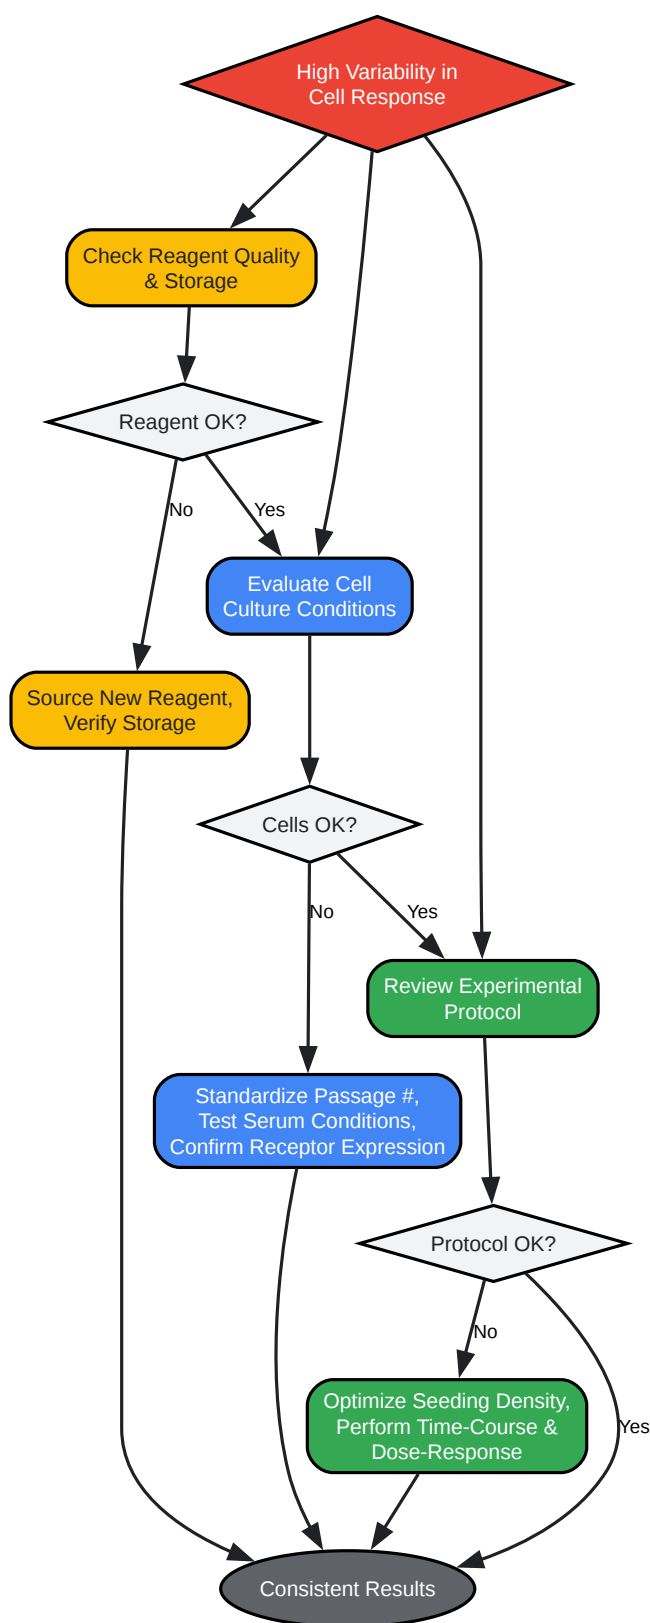 High Variability in
Cell Response
Check Reagent Quality
& Storage
Reagent OK?
No
Yes
Evaluate Cell
Culture Conditions
Source New Reagent,
Verify Storage
Cells OK?
No
Yes
Review Experimental
Protocol
Standardize Passage #,
Test Serum Conditions,
Confirm Receptor Expression
Protocol OK?
No
Optimize Seeding Density,
Perform Time-Course &
Dose-Response
Yes
Consistent Results